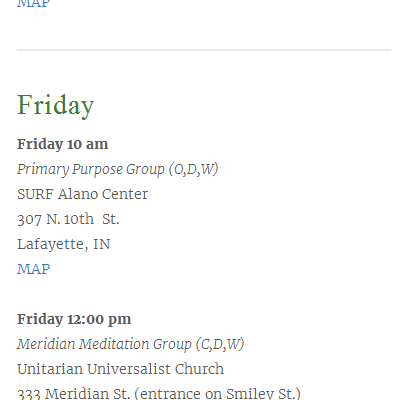 MAP
Friday
Friday 10 am
Primary Purpose Group (O,D,W)
SURF Alano Center
307 N. 10th  St.
Lafayette, IN
MAP
Friday 12:00 pm
Meridian Meditation Group (C,D,W)
Unitarian Universalist Church
333 Meridian St. (entrance on Smiley St.)